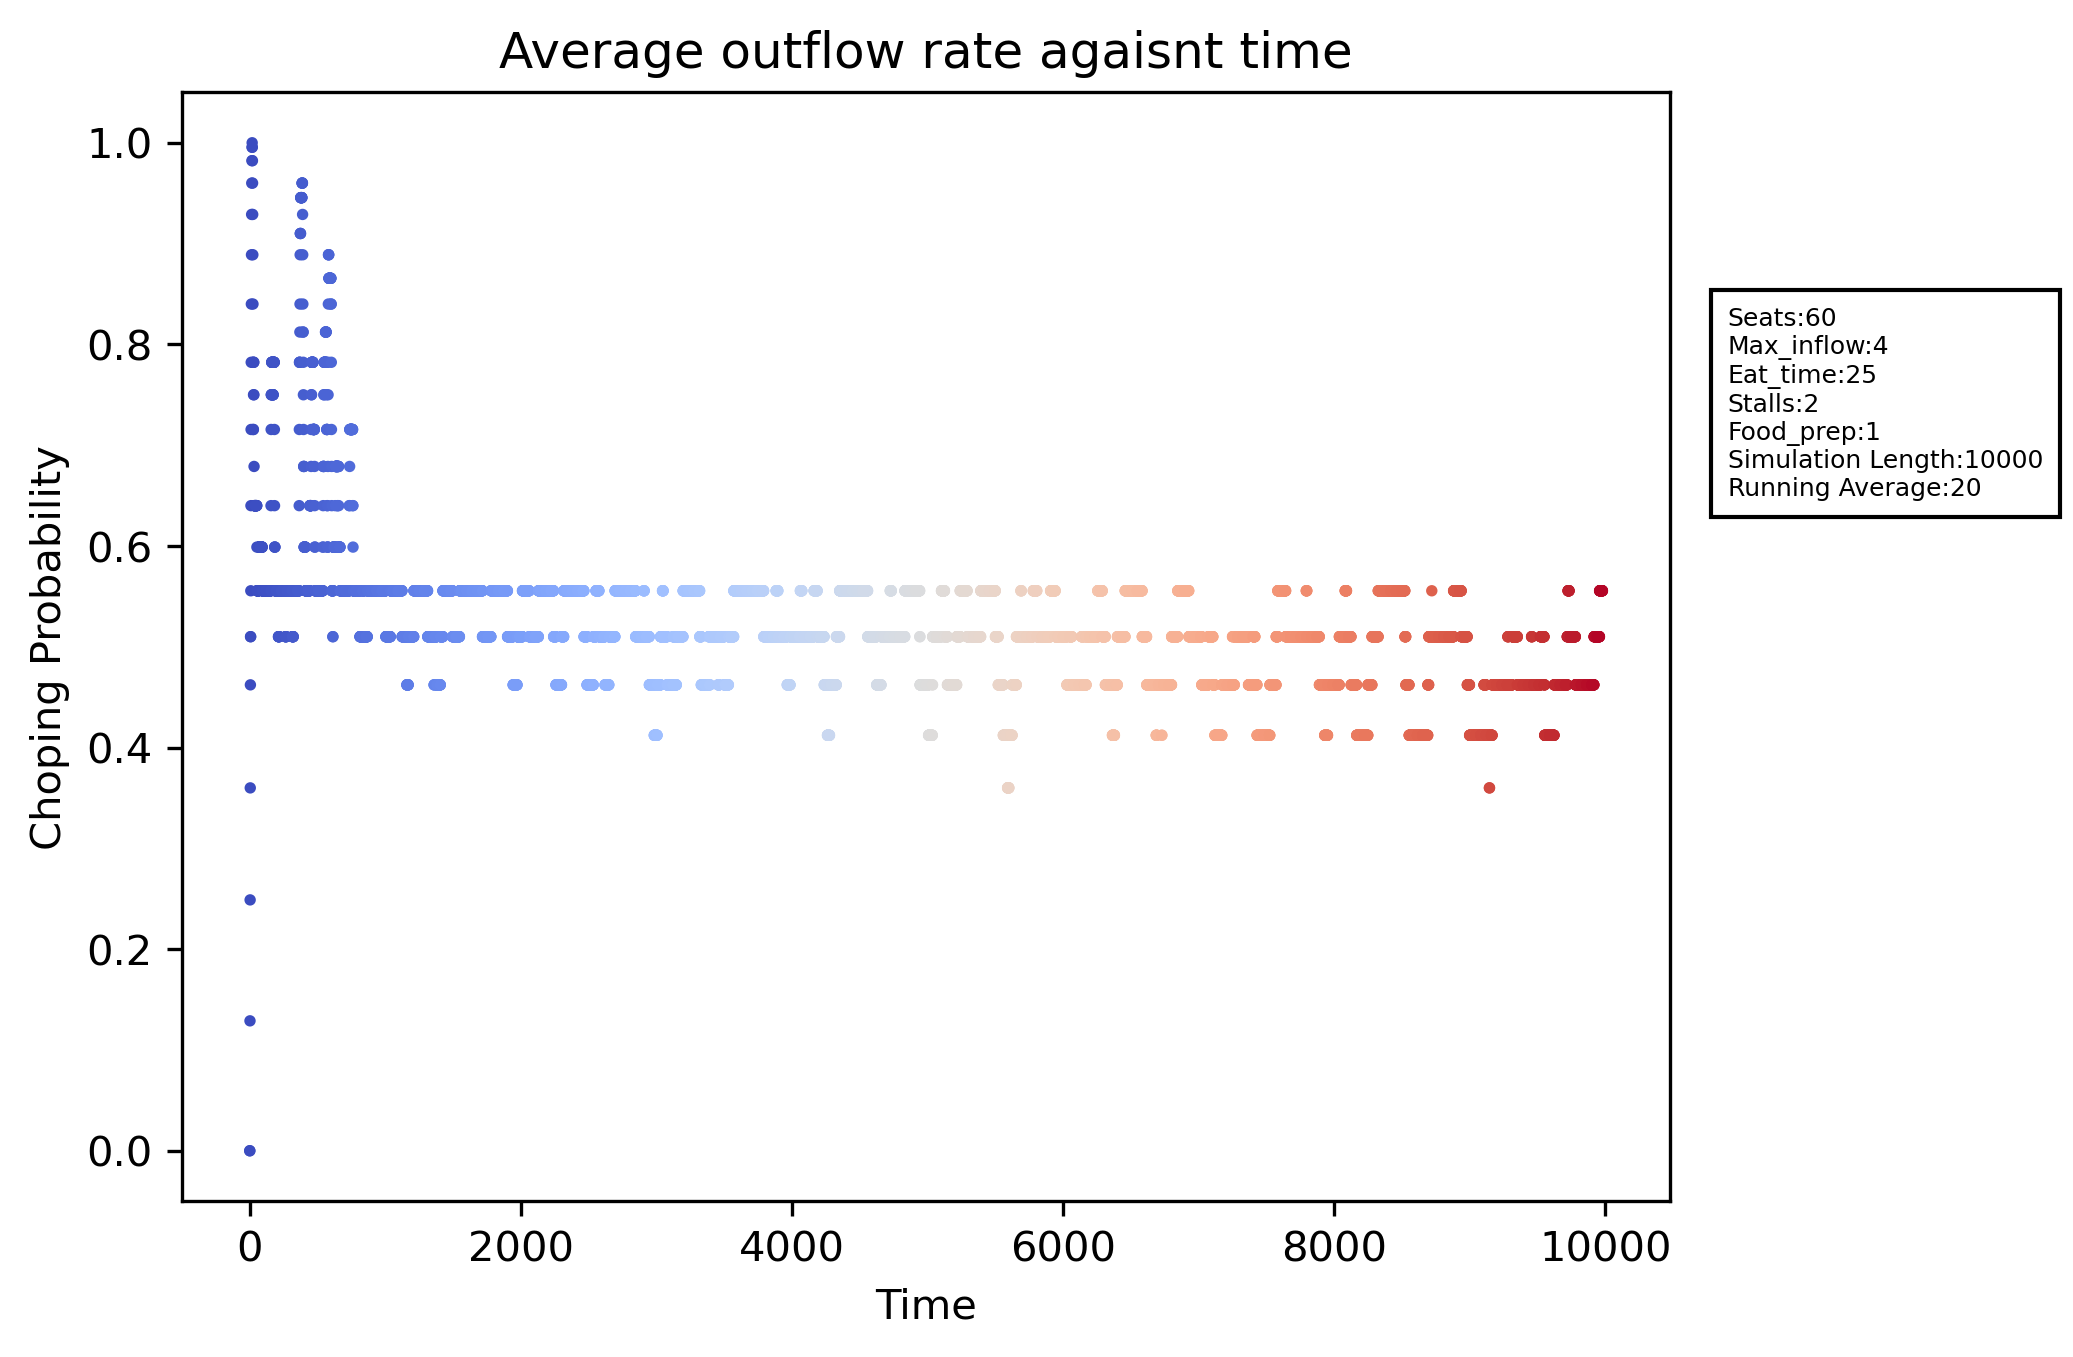 Average outflow rate agaisnt time
1.0
0.8
0.6
0.4
0.2
0.0
Choping Probability
0 2000 4000 6000 8000 10000
Time
Seats:60
Max_inflow:4
Eat_time:25
Stalls:2
Food_prep:1
Simulation Length:10000
Running Average:20